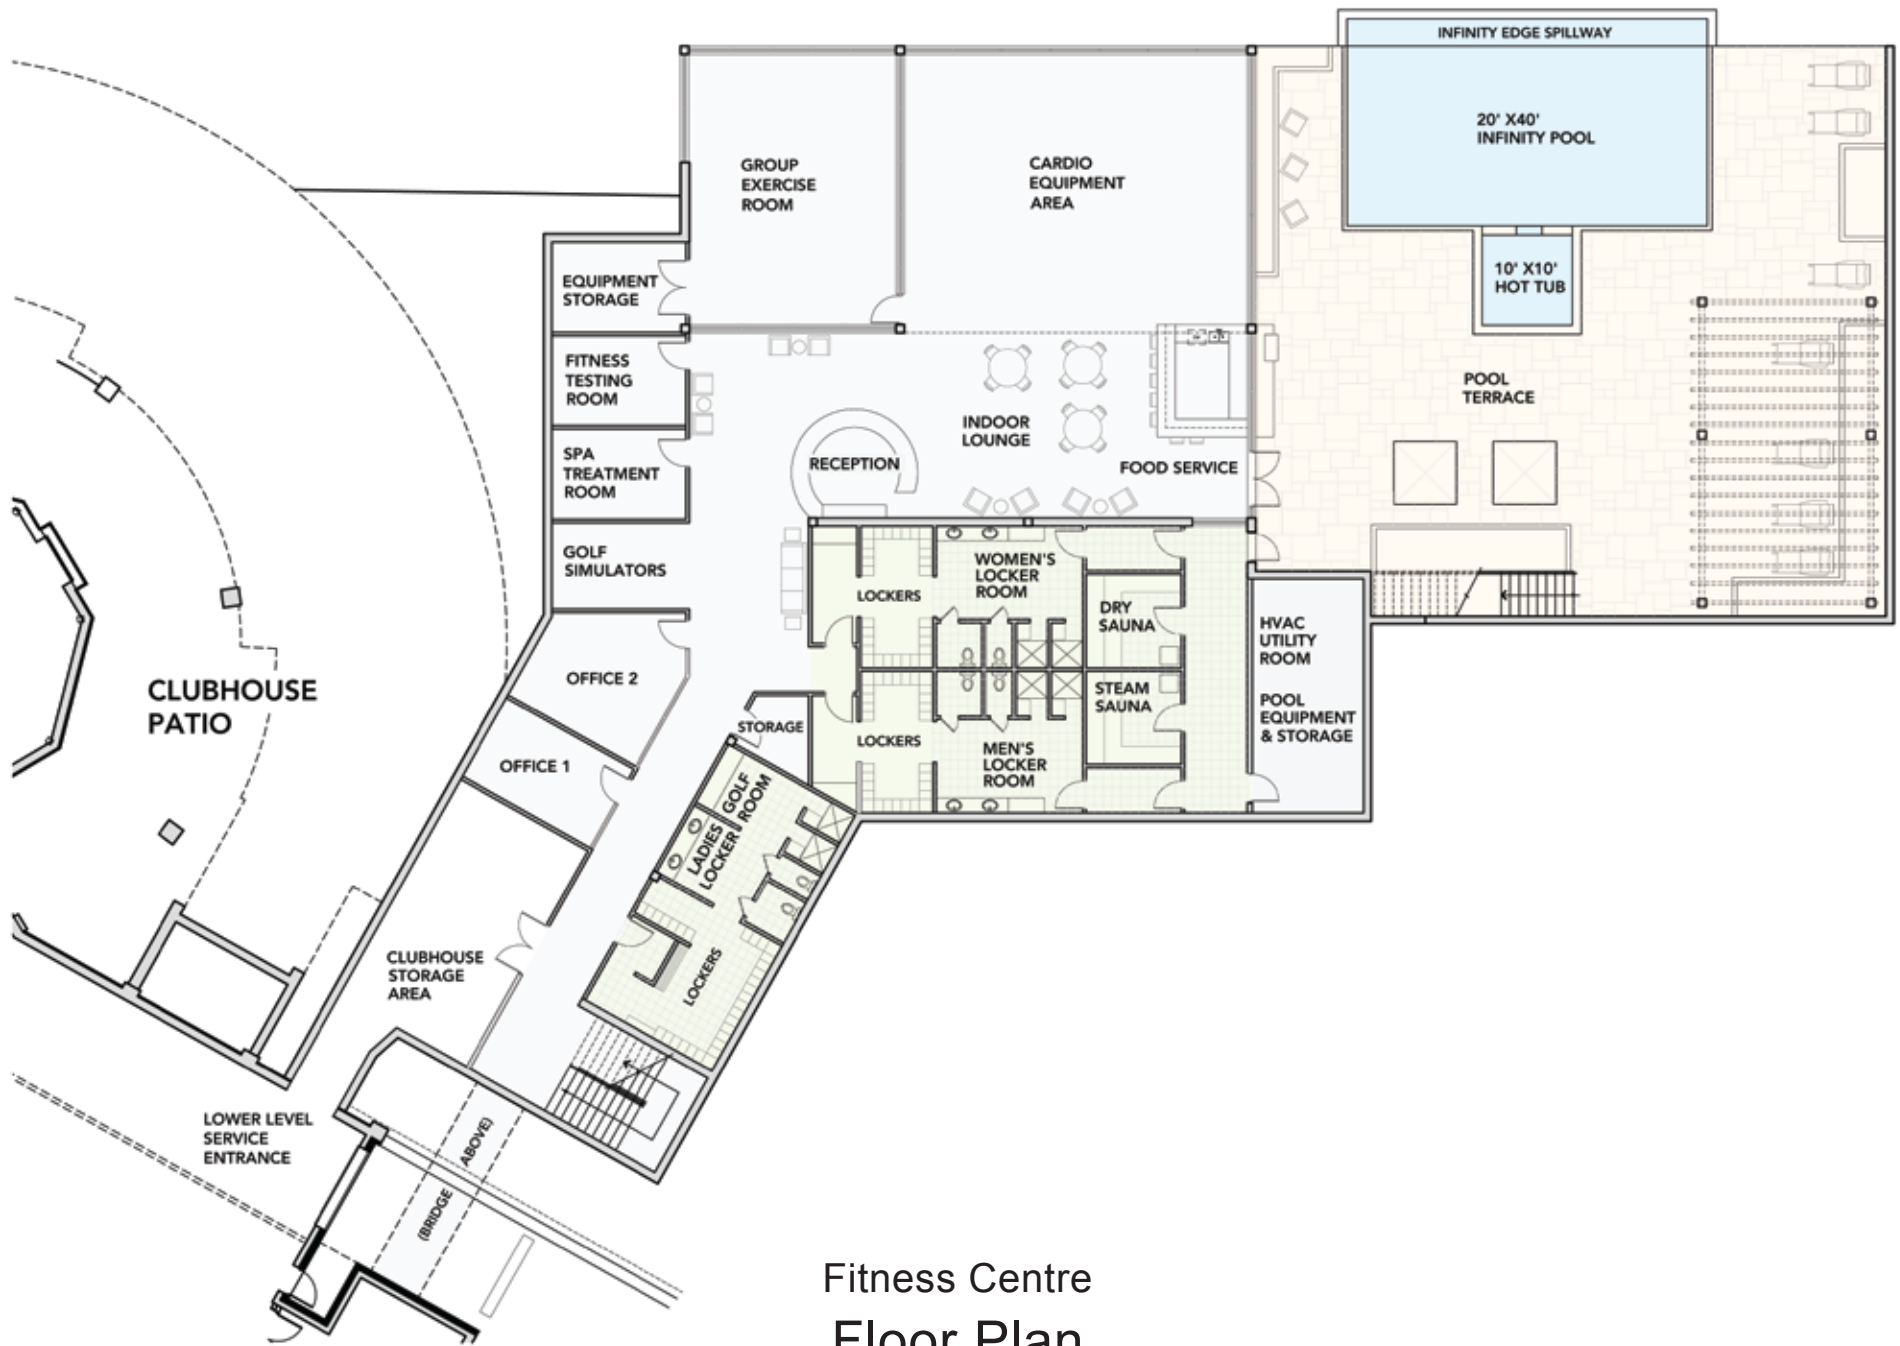 INFINITY EDGE SPILLWAY
20' X40'
INFINITY POOL
GROUP
EXERCISE
ROOM
CARDIO
EQUIPMENT
AREA
10' X10'
HOT TUB
EQUIPMENT
STORAGE
FITNESS
TESTING
ROOM
POOL
TERRACE
INDOOR
LOUNGE
SPA
TREATMENT
ROOM
RECEPTION
FOOD SERVICE
GOLF
SIMULATORS
WOMEN'S
LOCKER
ROOM
LOCKERS
DRY
SAUNA
HVAC
UTILITY
ROOM
OFFICE 2
CLUBHOUSE
PATIO
STEAM
SAUNA
POOL
EQUIPMENT
& STORAGE
STORAGE
LOCKERS
MEN'S
LOCKER
ROOM
OFFICE 1
LADIES GOLF
LOCKER ROOM
LOCKERS
CLUBHOUSE
STORAGE
AREA
LOWER LEVEL
SERVICE
ENTRANCE
(BRIDGE ABOVE)
Fitness Centre
Floor Plan